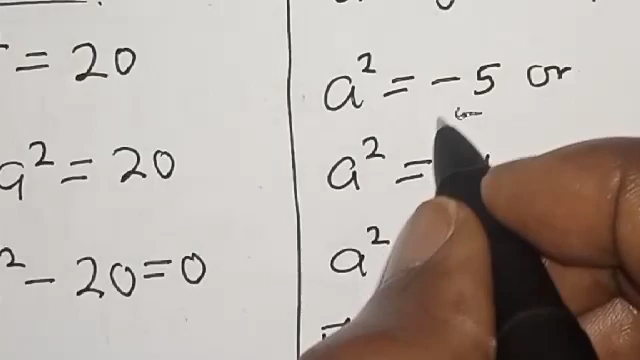 = 20
a² = 20
² - 20 = 0
a² = -5 or
a² =
a²